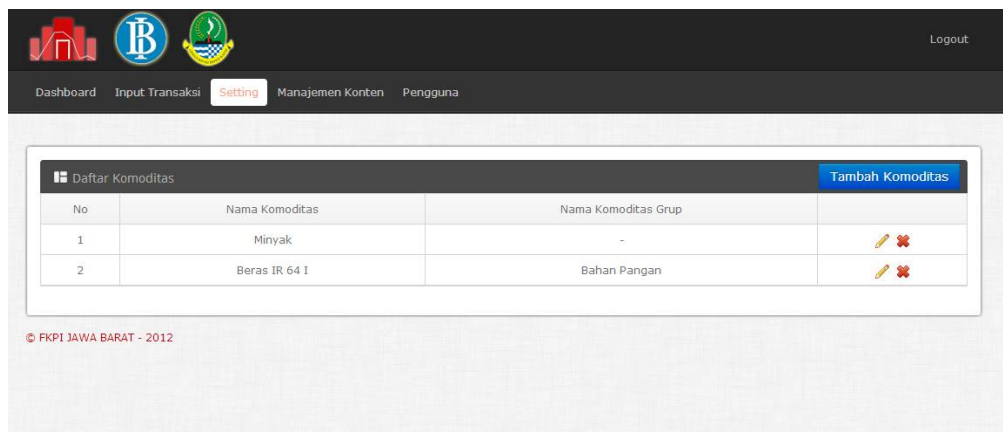 Logout
Dashboard Input Transaksi Setting Manajemen Konten Pengguna
Daftar Komoditas Tambah Komoditas
No Nama Komoditas Nama Komoditas Grup
1 Minyak -
2 Beras IR 64 I Bahan Pangan
© FKPI JAWA BARAT - 2012